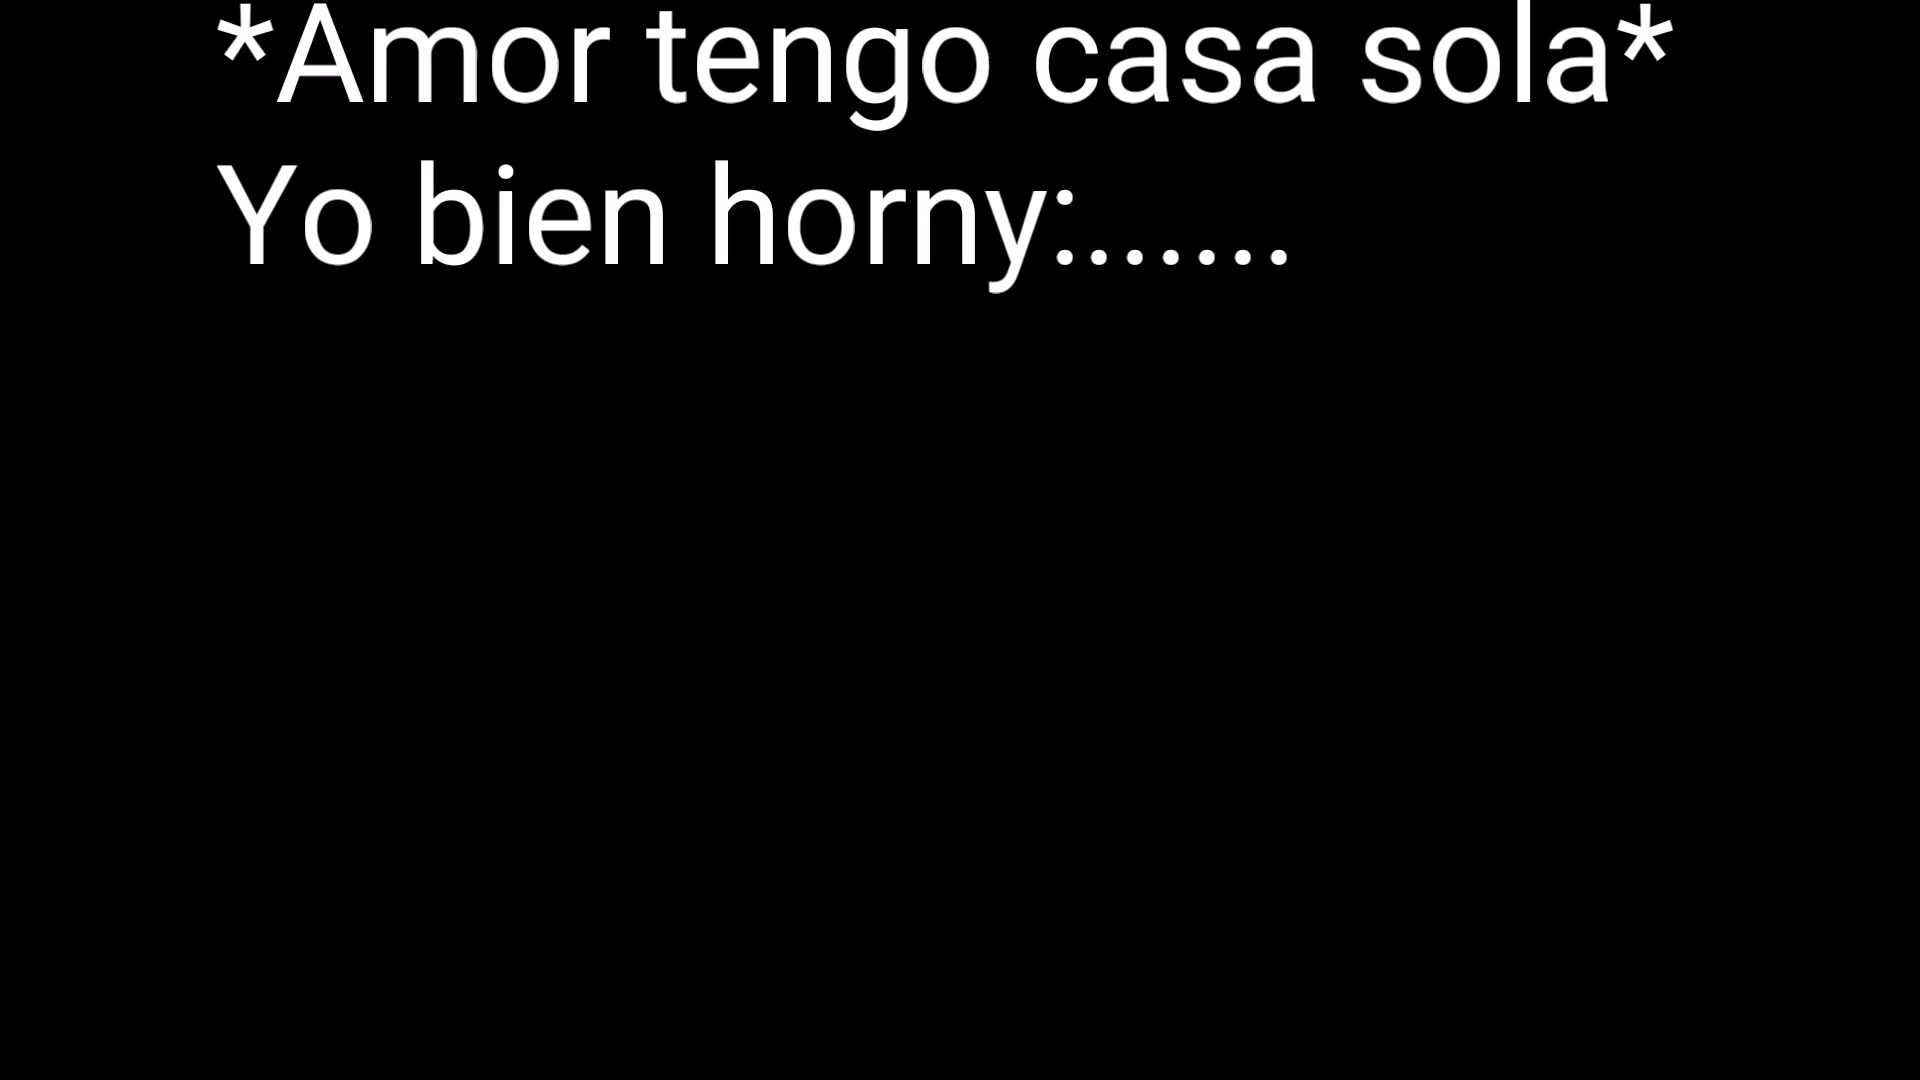 *Amor tengo casa sola*
Yo bien horny:.......